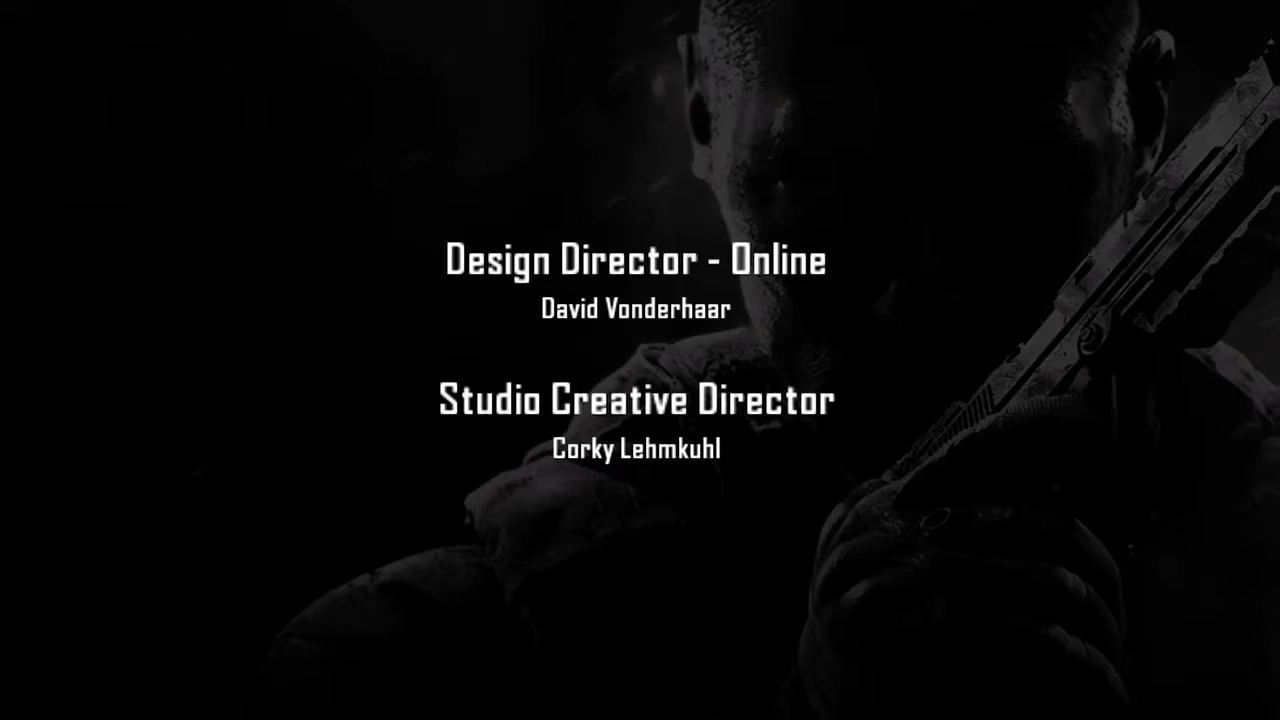 Design Director - Online
David Vonderhaar
Studio Creative Director
Corky Lehmkuhl